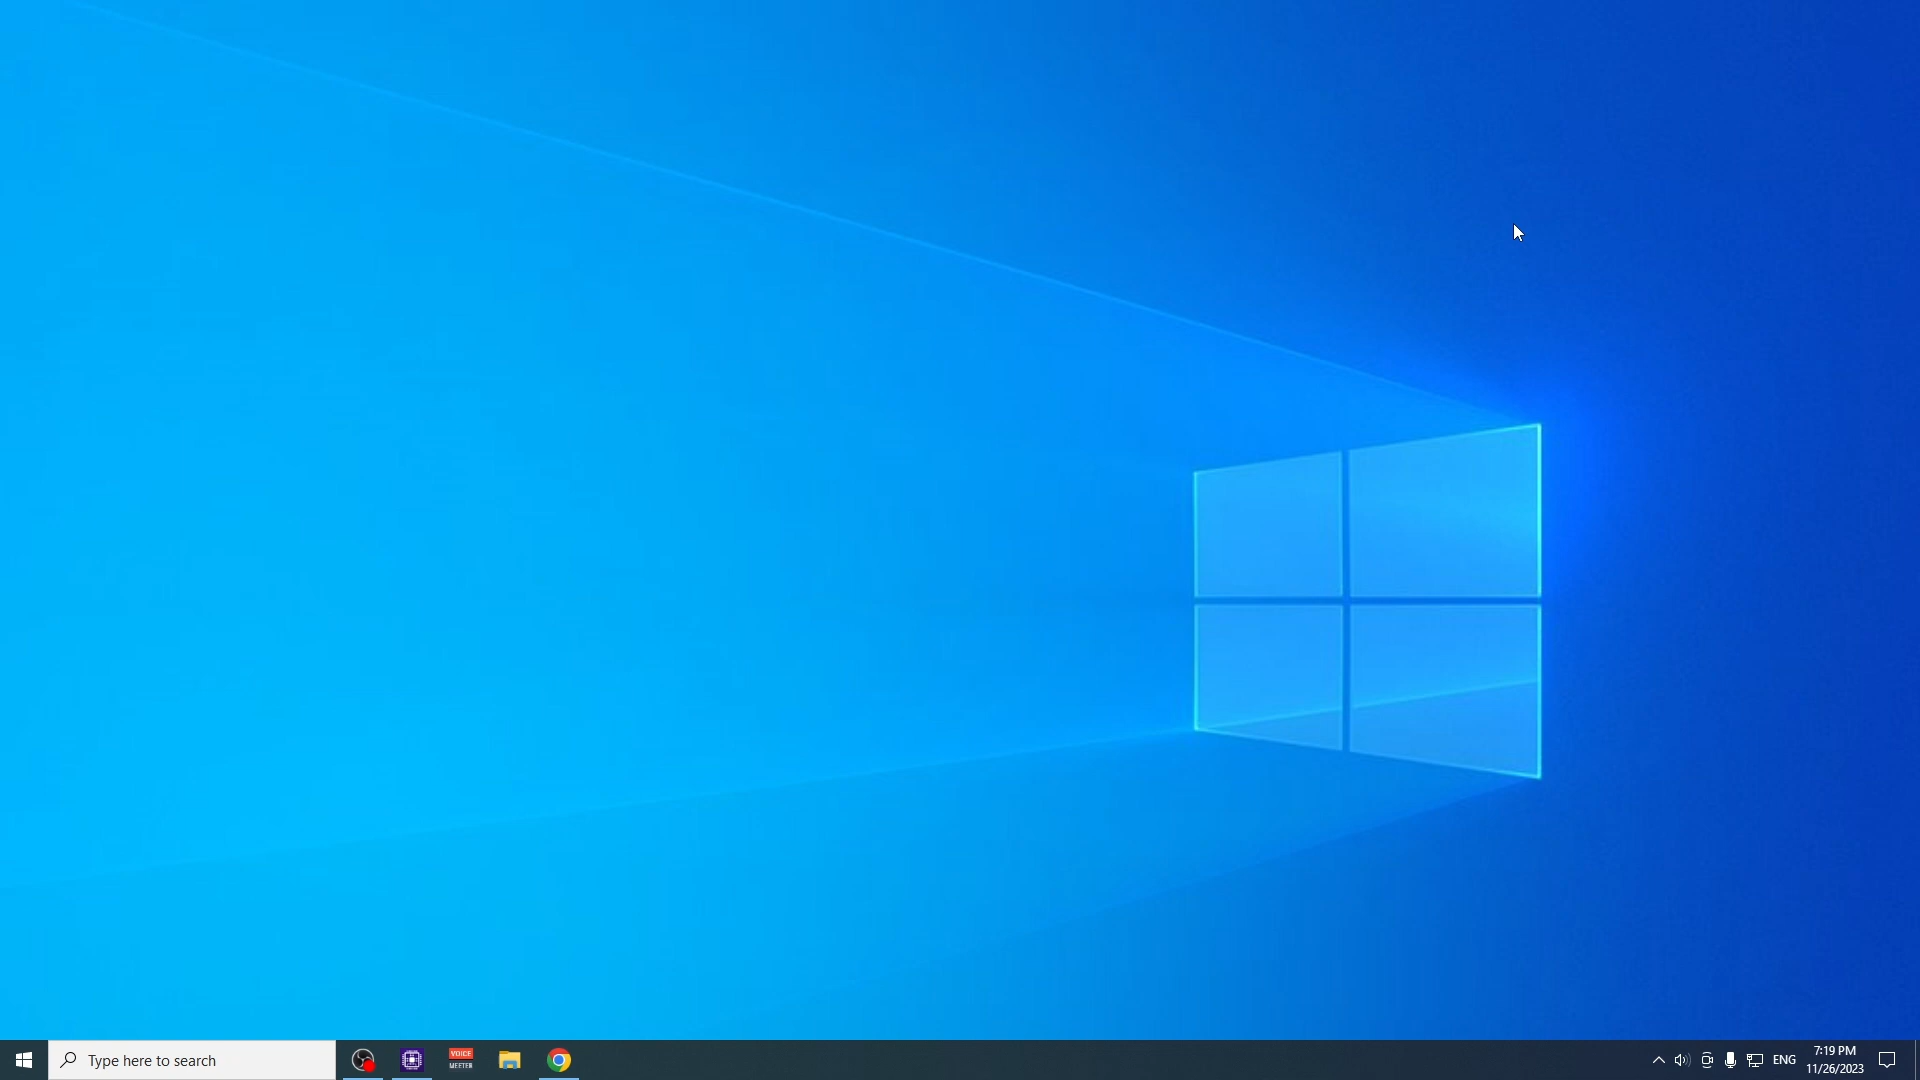 Type here to search
VOICE
MEETER
ENG
7:19 PM
11/26/2023